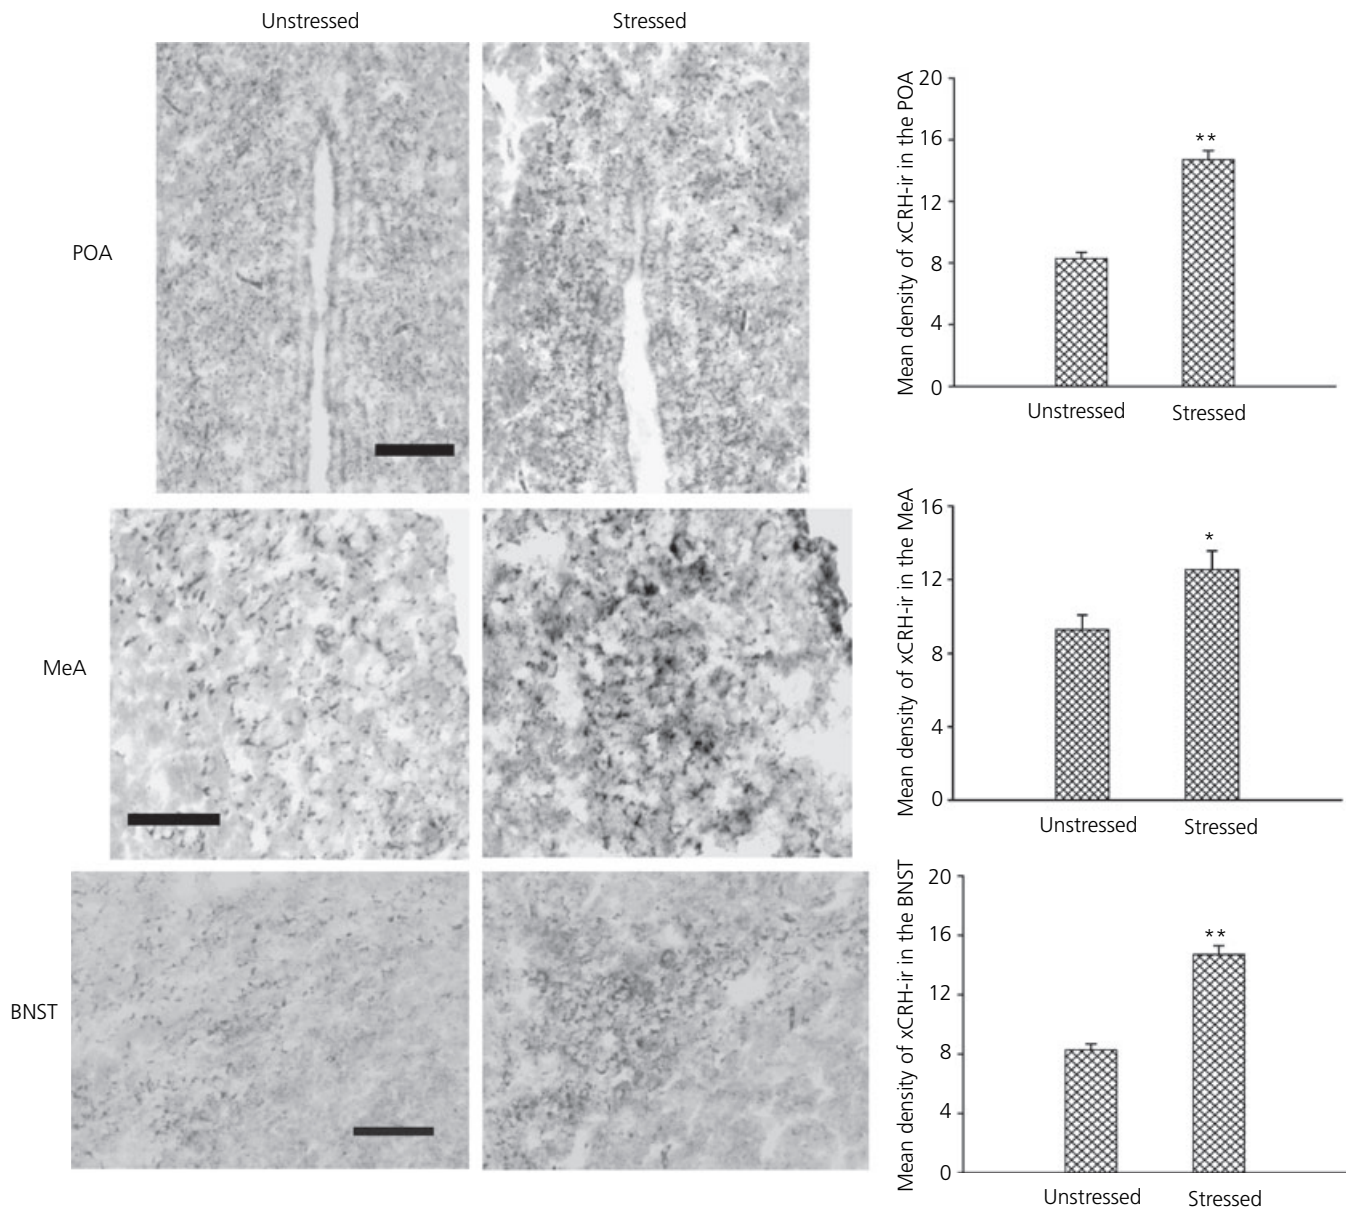 Unstressed
Stressed
POA
MeA
BNST
Mean density of xCRH-ir in the POA
20
16
12
8
4
0
**
Unstressed
Stressed
Mean density of xCRH-ir in the MeA
16
12
8
4
0
*
Unstressed
Stressed
Mean density of xCRH-ir in the BNST
20
16
12
8
4
0
**
Unstressed
Stressed